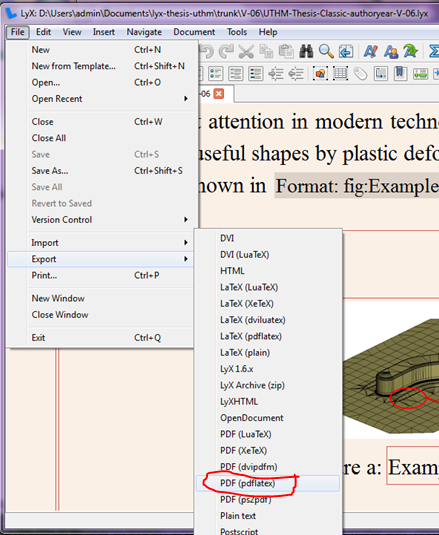 LyX: D:\Users\admin\Documents\lyx-thesis-uthm\trunk\V-06\UTHM-Thesis-Classic-authoryear-V-06.lyx
File Edit View Insert Navigate Document Tools Help
New Ctrl+N
New from Template... Ctrl+Shift+N
Open... Ctrl+O
Open Recent
Close Ctrl+W
Close All
Save Ctrl+S
Save As... Ctrl+Shift+S
Save All
Revert to Saved
Version Control
Import
Export
Print... Ctrl+P
New Window
Close Window
Exit Ctrl+Q
-06
t attention in modern techn
useful shapes by plastic defo
hown in Format: fig:Example
DVI
DVI (LuaTeX)
HTML
LaTeX (LuaTeX)
LaTeX (XeTeX)
LaTeX (dviluatex)
LaTeX (pdflatex)
LaTeX (plain)
LyX 1.6.x
LyX Archive (zip)
LyXHTML
OpenDocument
PDF (LuaTeX)
PDF (XeTeX)
PDF (dvipdfm)
PDF (pdflatex)
PDF (ps2pdf)
Plain text
Postscript
re a: Examp